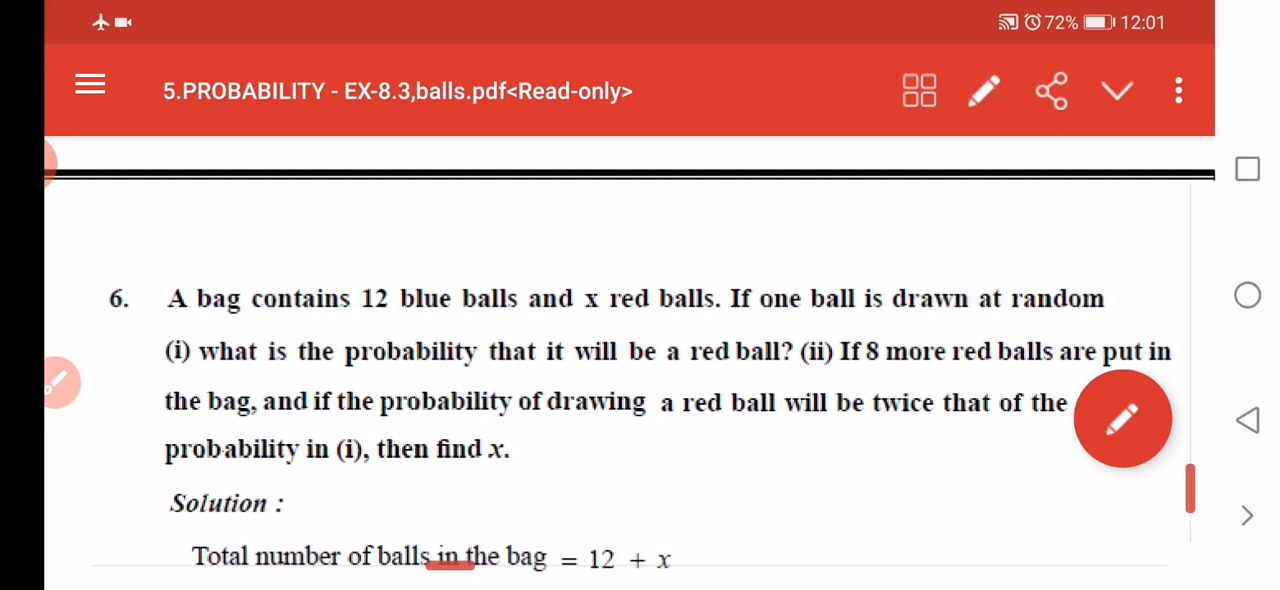 72% 12:01
5.PROBABILITY - EX-8.3,balls.pdf<Read-only>
6. A bag contains 12 blue balls and x red balls. If one ball is drawn at random
(i) what is the probability that it will be a red ball? (ii) If 8 more red balls are put in
the bag, and if the probability of drawing a red ball will be twice that of the
probability in (i), then find x.
Solution :
Total number of balls in the bag = 12 + x